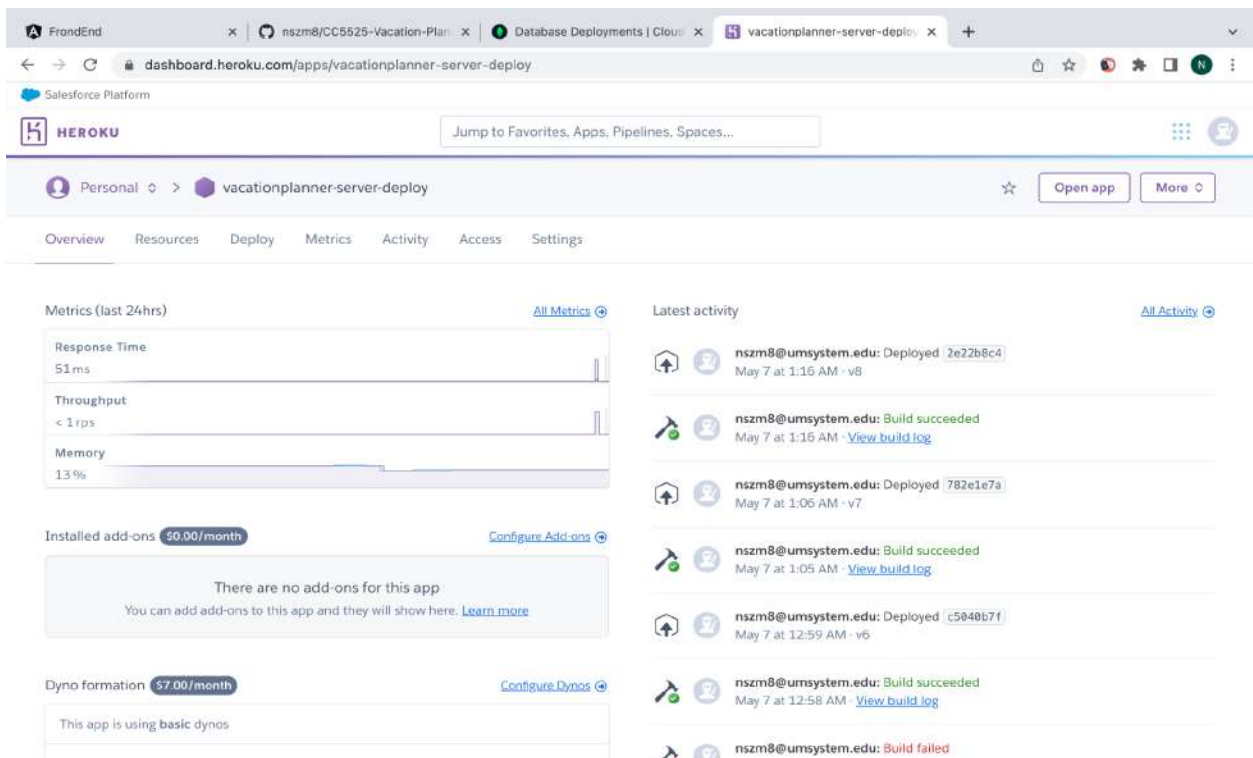 FrondEnd
nszm8/CC5525-Vacation-Plan
Database Deployments | Cloud
vacationplanner-server-deploy
dashboard.heroku.com/apps/vacationplanner-server-deploy
N
Salesforce Platform
HEROKU
Jump to Favorites, Apps, Pipelines, Spaces...
Personal > vacationplanner-server-deploy
Open app
More
Overview Resources Deploy Metrics Activity Access Settings
Metrics (last 24hrs)
All Metrics
Response Time
51ms
Throughput
< 1 rps
Memory
13%
Installed add-ons $0.00/month
Configure Add-ons
There are no add-ons for this app
You can add add-ons to this app and they will show here. Learn more
Dyno formation $7.00/month
Configure Dynos
This app is using basic dynos
Latest activity
All Activity
nszm8@umsystem.edu: Deployed 2e22b8c4
May 7 at 1:16 AM · v8
nszm8@umsystem.edu: Build succeeded
May 7 at 1:16 AM · View build log
nszm8@umsystem.edu: Deployed 782e1e7a
May 7 at 1:06 AM · v7
nszm8@umsystem.edu: Build succeeded
May 7 at 1:05 AM · View build log
nszm8@umsystem.edu: Deployed c5040b7f
May 7 at 12:59 AM · v6
nszm8@umsystem.edu: Build succeeded
May 7 at 12:58 AM · View build log
nszm8@umsystem.edu: Build failed